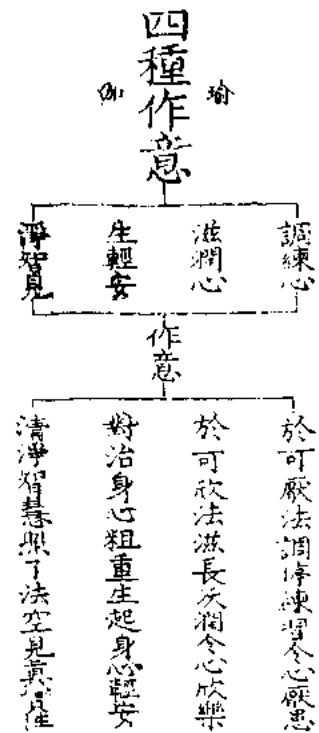 四種作意
瑜伽
調練心
滋潤心
生輕安
淨智見
作意
於可厭法調停練習令心厭患
於可欣法滋長沃潤令心欣樂
對治身心粗重生起身心輕安
清淨智慧照了法空見真理性